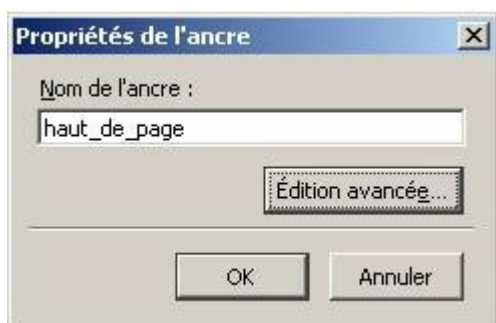 Propriétés de l'ancre
Nom de l'ancre :
haut_de_page
Édition avancée...
OK
Annuler